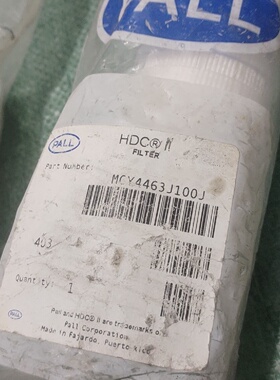 PALL
PALL
HDC® II
FILTER
Part Number:
MCY4463J100J
403
Quantity: 1
Pall and HDC® II are trademarks of
Pall Corporation.
Made in Fajardo, Puerto Rico